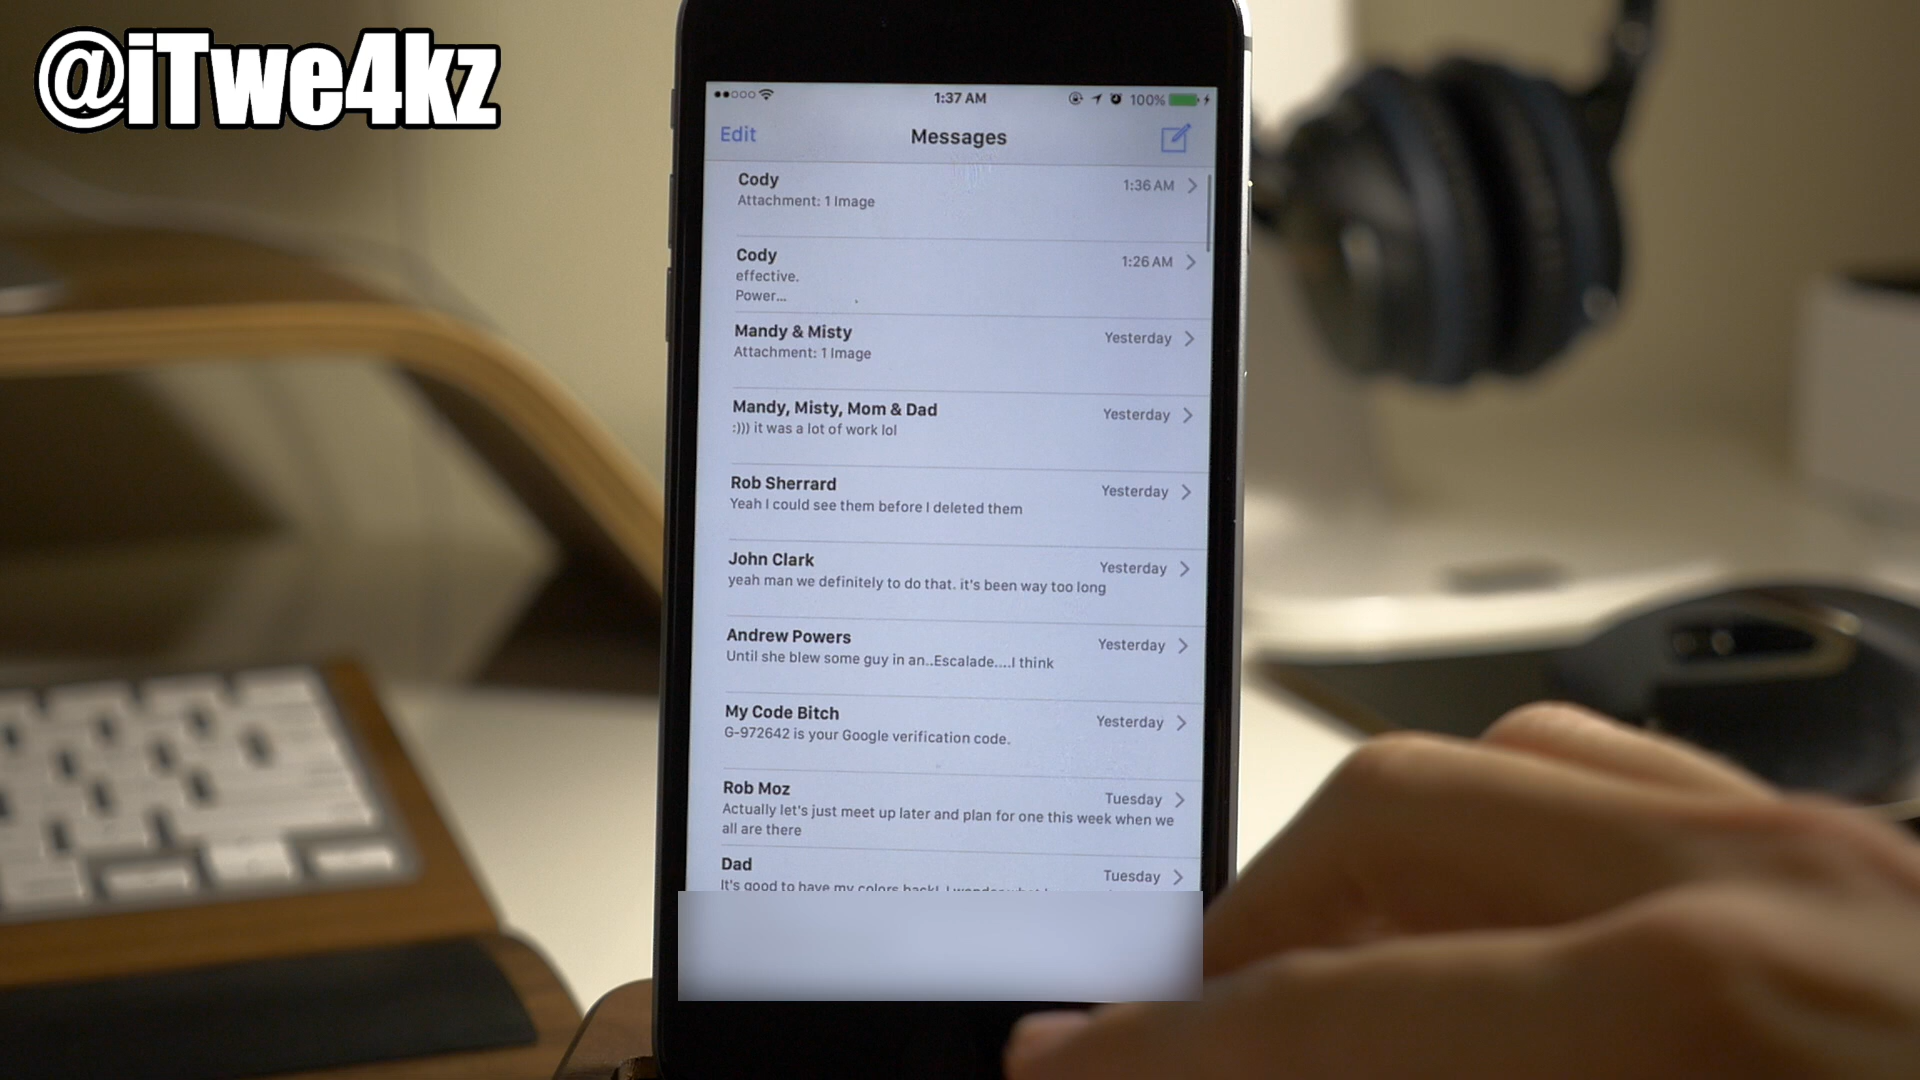 @iTwe4kz
1:37 AM 100%
Edit Messages
Cody 1:36 AM
Attachment: 1 Image
Cody 1:26 AM
effective.
Power...
Mandy & Misty Yesterday
Attachment: 1 Image
Mandy, Misty, Mom & Dad Yesterday
:))) it was a lot of work lol
Rob Sherrard Yesterday
Yeah I could see them before I deleted them
John Clark Yesterday
yeah man we definitely to do that. it's been way too long
Andrew Powers Yesterday
Until she blew some guy in an..Escalade....I think
My Code Bitch Yesterday
G-972642 is your Google verification code.
Rob Moz Tuesday
Actually let's just meet up later and plan for one this week when we
all are there
Dad Tuesday
It's good to have my colors back! I